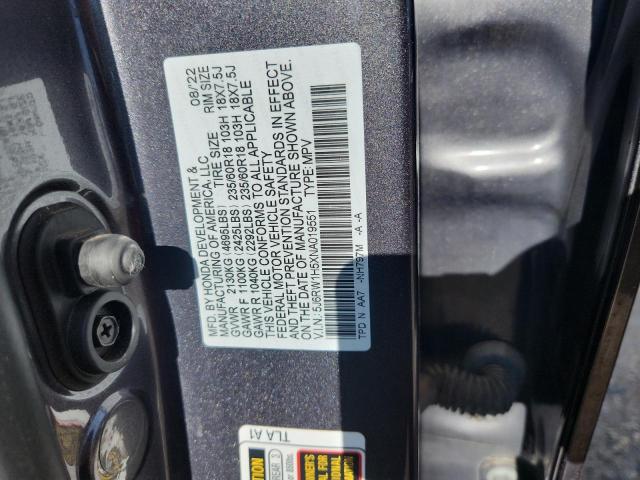 MFD. BY HONDA DEVELOPMENT &
MANUFACTURING OF AMERICA, LLC 08/'22
GVWR 2130KG (4695LBS) TIRE SIZE RIM SIZE
GAWR F 1100KG (2425LBS) 235/60R18 103H 18X7.5J
GAWR R 1040KG (2292LBS) 235/60R18 103H 18X7.5J
THIS VEHICLE CONFORMS TO ALL APPLICABLE
FEDERAL MOTOR VEHICLE SAFETY
AND THEFT PREVENTION STANDARDS IN EFFECT
ON THE DATE OF MANUFACTURE SHOWN ABOVE.
V.I.N.: 5J6RW1H5XNA019551 TYPE:MPV
TPD N AA7 -NH797M -A -A
TLA A1